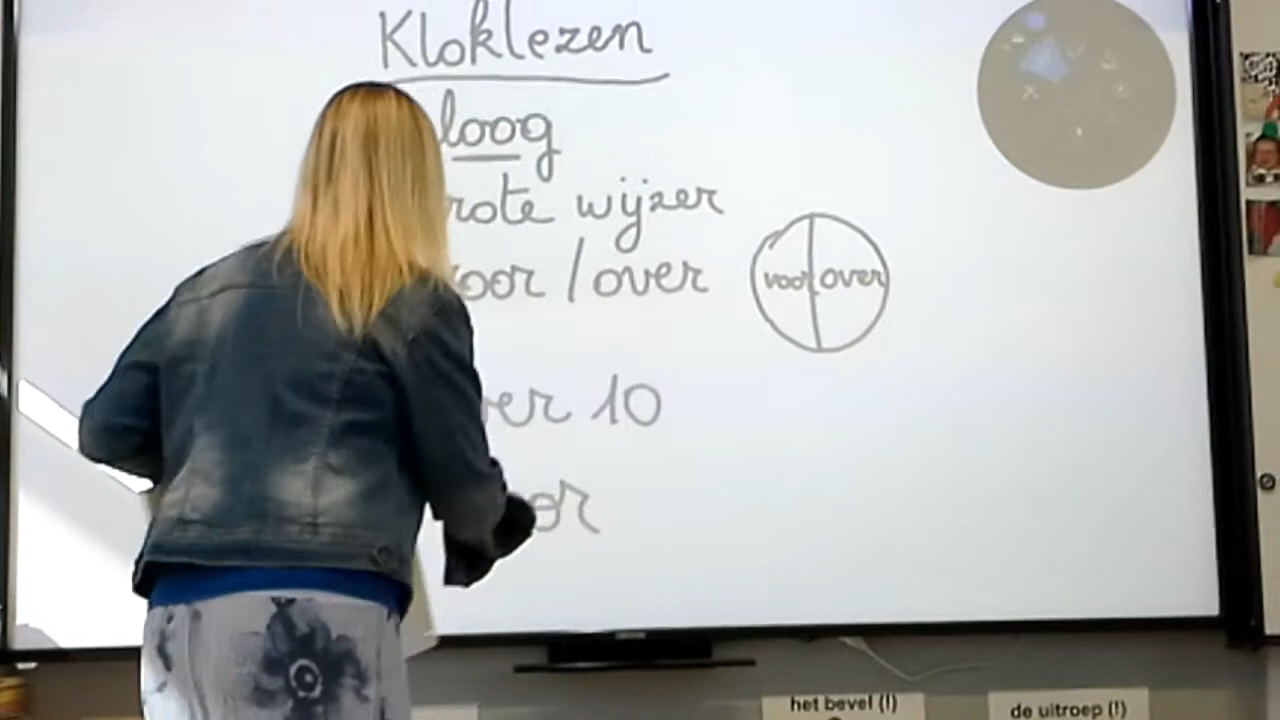 Kloklezen
loog
rote wijzer
oor / over
voor over
er 10
or
het bevel (!)
de uitroep (!)